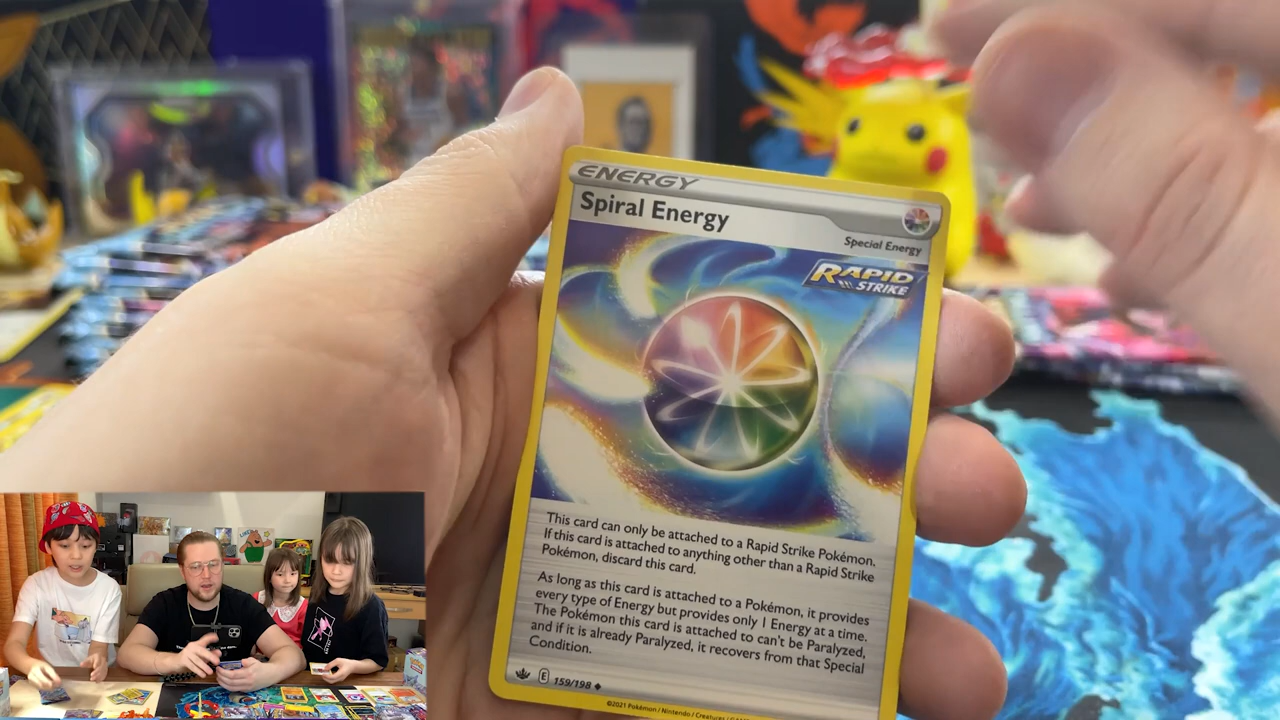 ENERGY
Spiral Energy
Special Energy
RAPID
STRIKE
This card can only be attached to a Rapid Strike Pokémon.
If this card is attached to anything other than a Rapid Strike
Pokémon, discard this card.
As long as this card is attached to a Pokémon, it provides
every type of Energy but provides only 1 Energy at a time.
The Pokémon this card is attached to can't be Paralyzed,
and if it is already Paralyzed, it recovers from that Special
Condition.
E 159/198
©2021 Pokémon / Nintendo / Creatures /